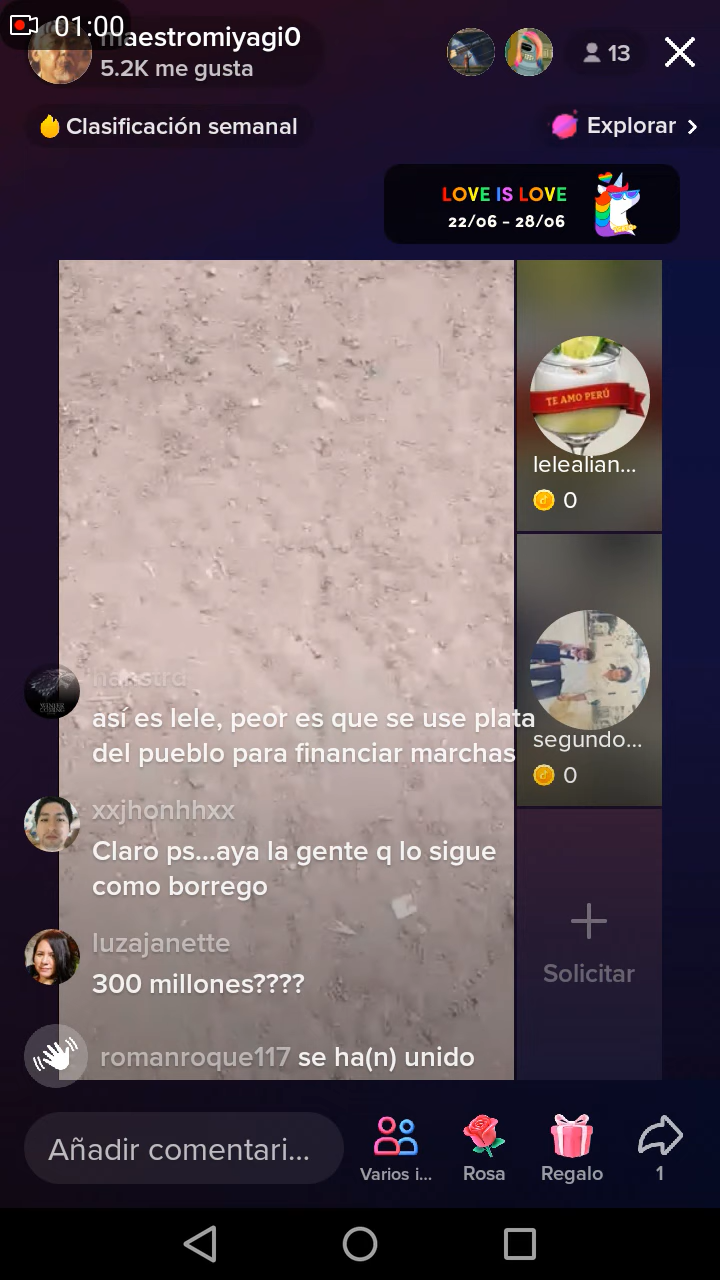 01:00
maestromiyagi0
5.2K me gusta
13
Clasificación semanal
Explorar
LOVE IS LOVE
22/06 - 28/06
TE AMO PERÚ
lelealian...
0
así es lele, peor es que se use plata
del pueblo para financiar marchas
segundo...
0
xxjhonhhxx
Claro ps...aya la gente q lo sigue
como borrego
luzajanette
300 millones????
Solicitar
romanroque117 se ha(n) unido
Añadir comentari...
Varios i...
Rosa
Regalo
1